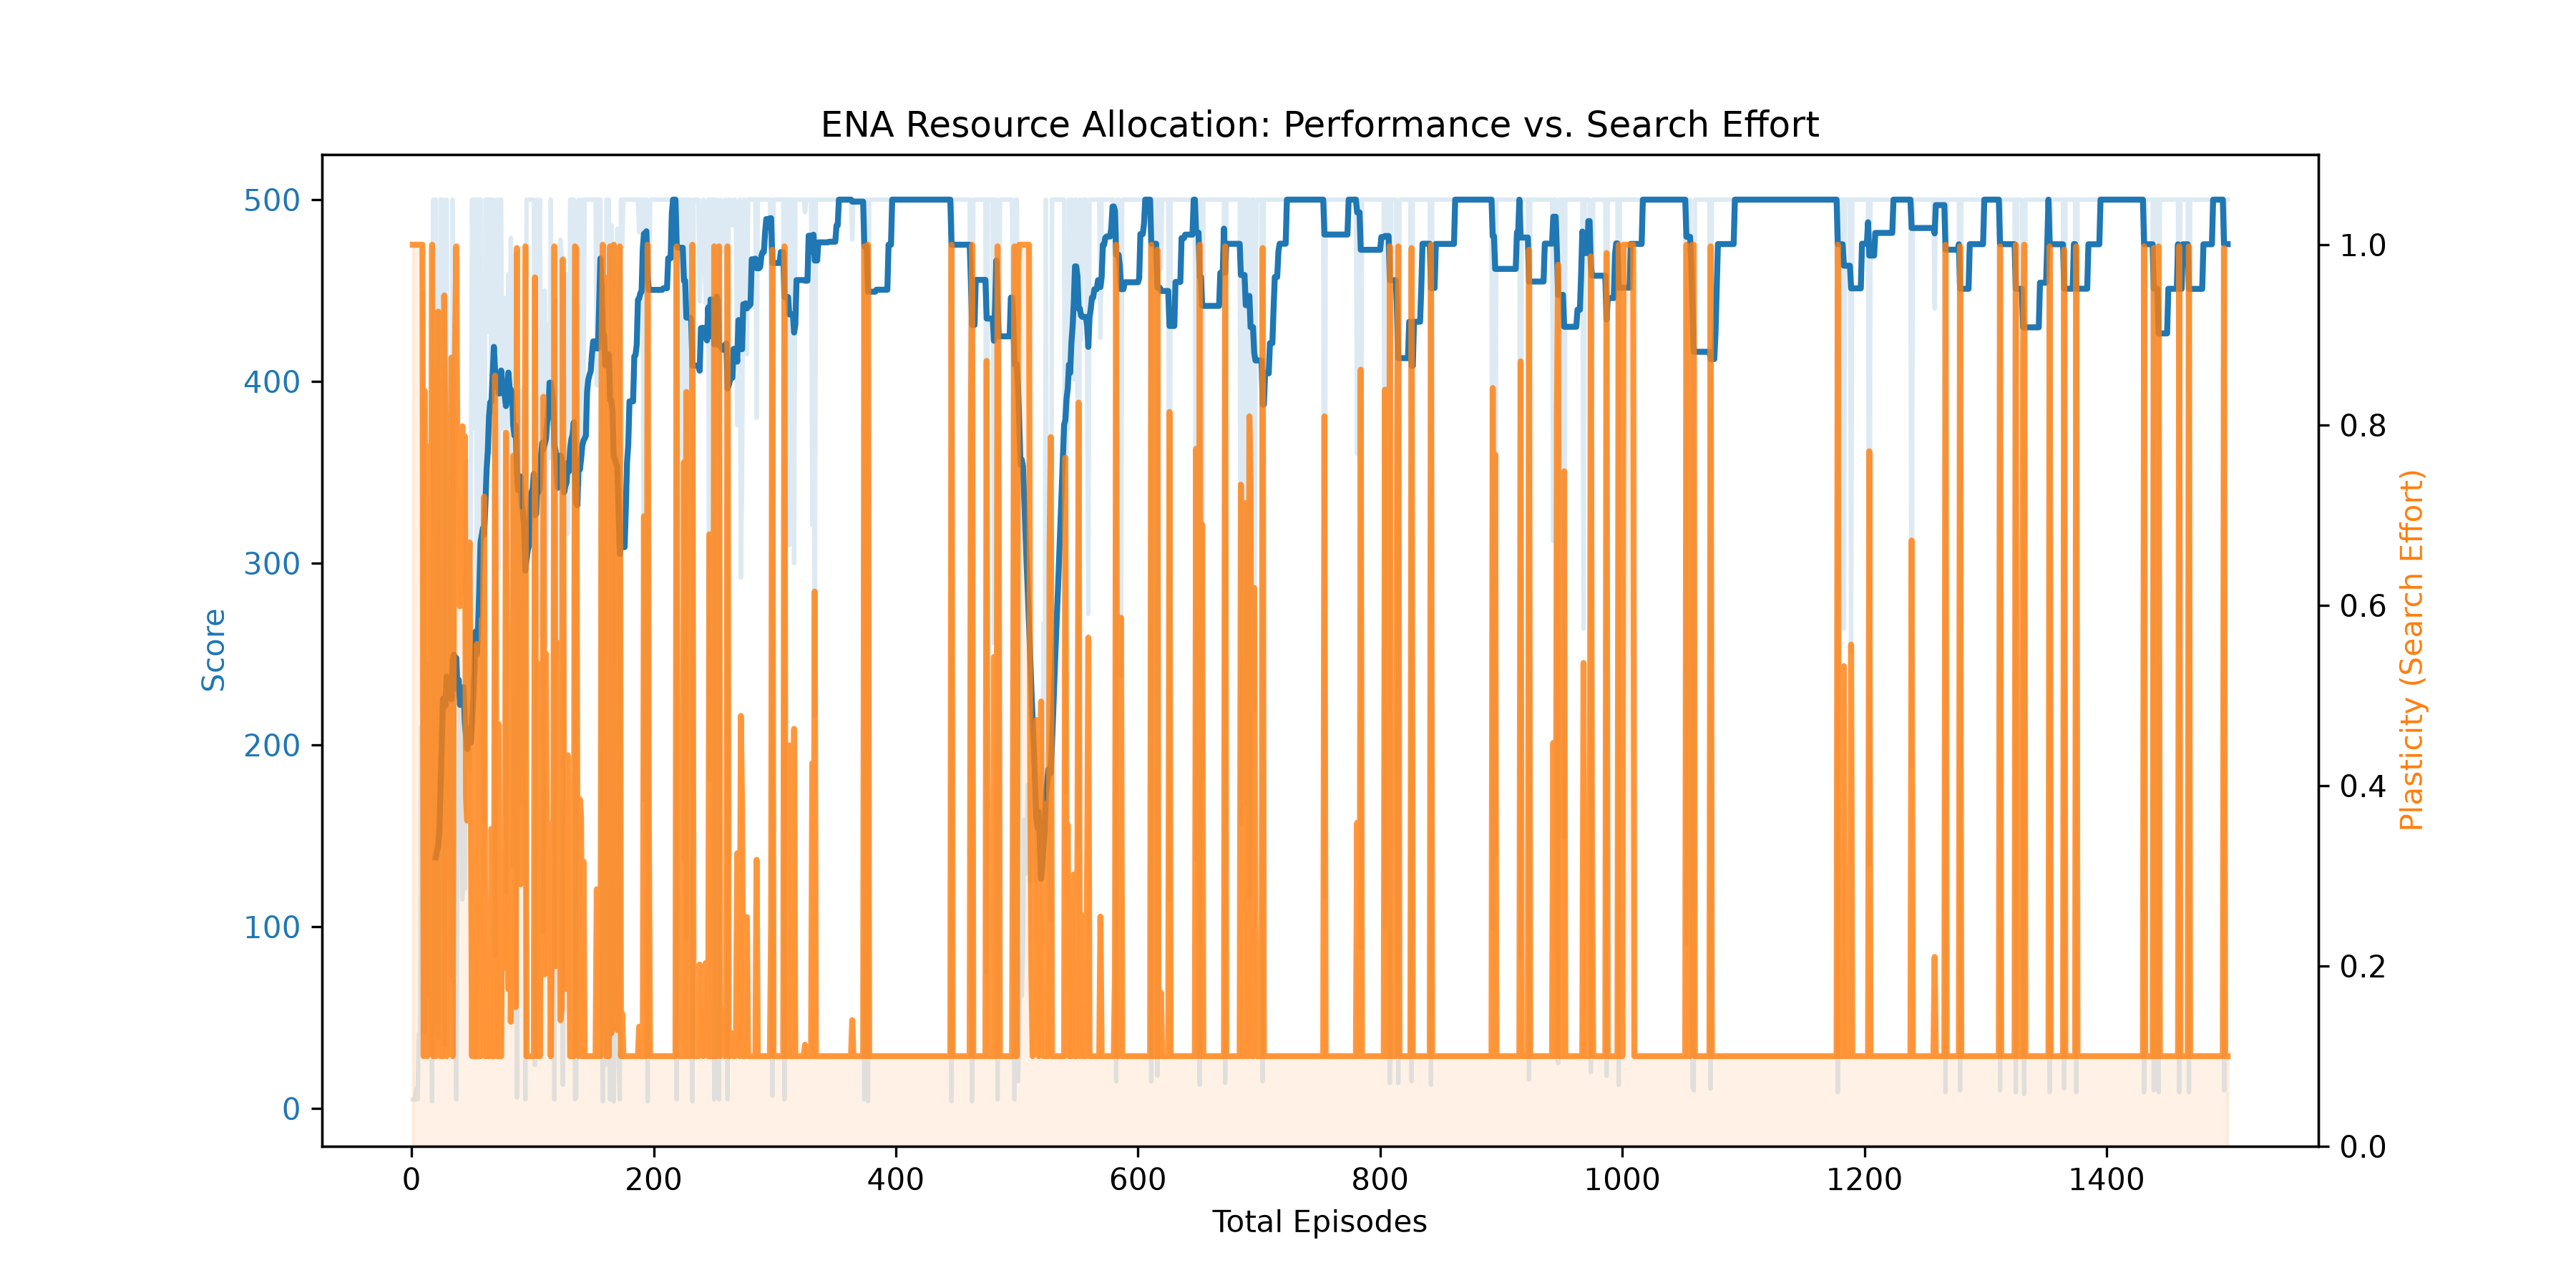 ENA Resource Allocation: Performance vs. Search Effort
500
400
300
200
100
0
Score
1.0
0.8
0.6
0.4
0.2
0.0
Plasticity (Search Effort)
0 200 400 600 800 1000 1200 1400
Total Episodes